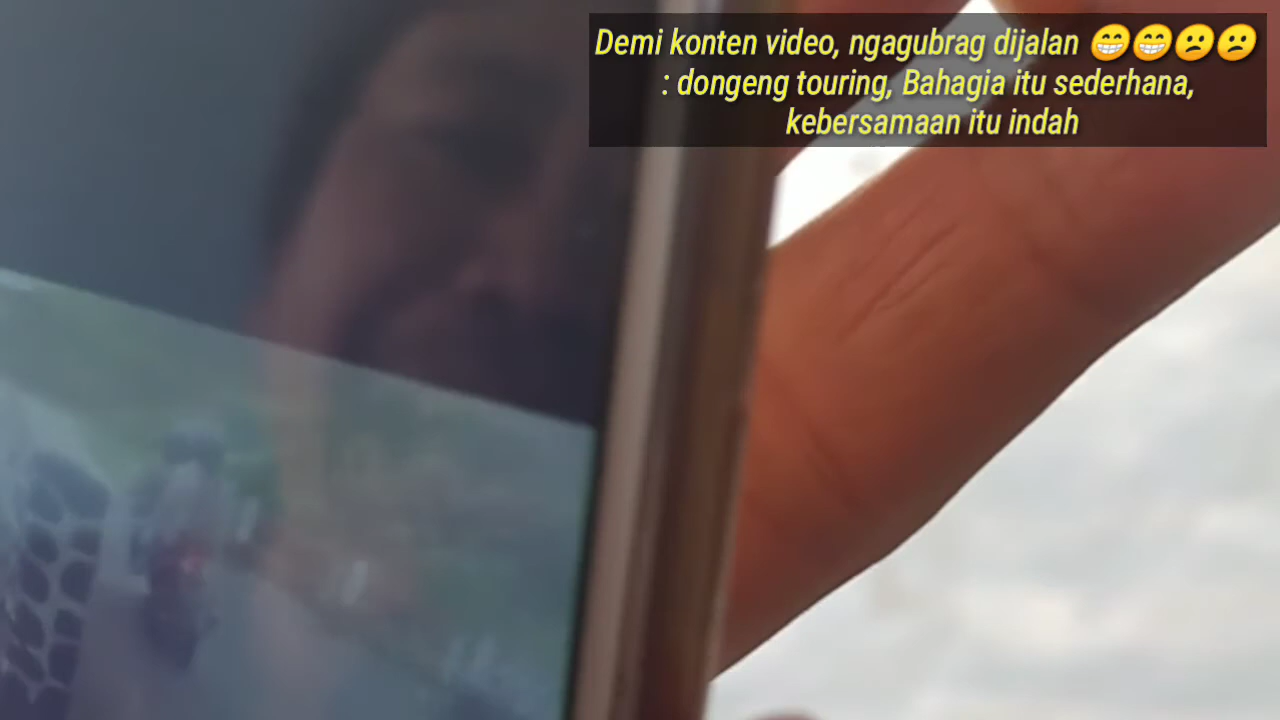 Demi konten video, ngagubrag dijalan 😁😁😕😕
: dongeng touring, Bahagia itu sederhana,
kebersamaan itu indah